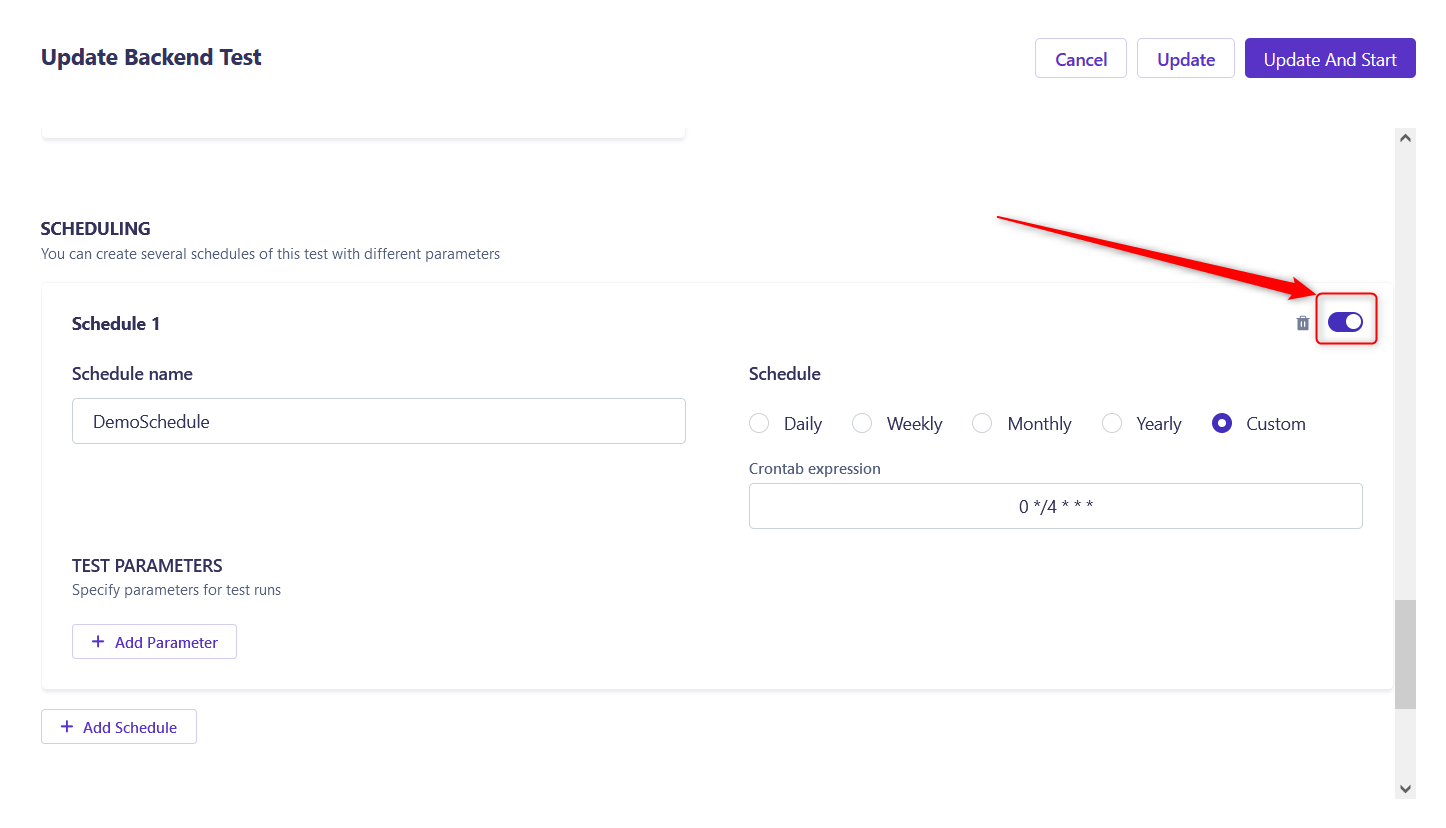 Update Backend Test
Cancel
Update
Update And Start
SCHEDULING
You can create several schedules of this test with different parameters
Schedule 1
Schedule name
DemoSchedule
Schedule
Daily
Weekly
Monthly
Yearly
Custom
Crontab expression
0 */4 * * *
TEST PARAMETERS
Specify parameters for test runs
+ Add Parameter
+ Add Schedule